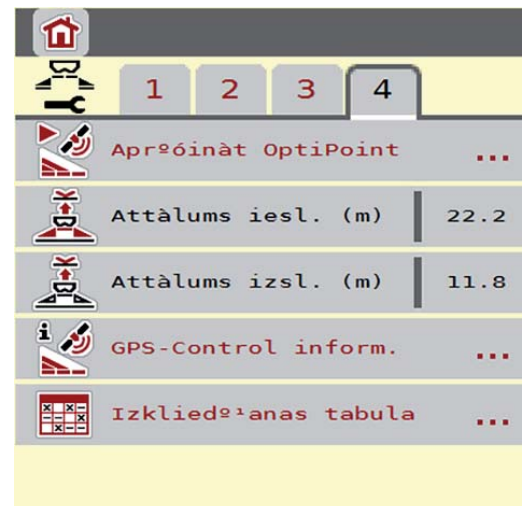 1 2 3 4
Aprºóinàt OptiPoint ...
Attàlums iesl. (m) 22.2
Attàlums izsl. (m) 11.8
i
GPS-Control inform. ...
Izkliedº¹anas tabula ...